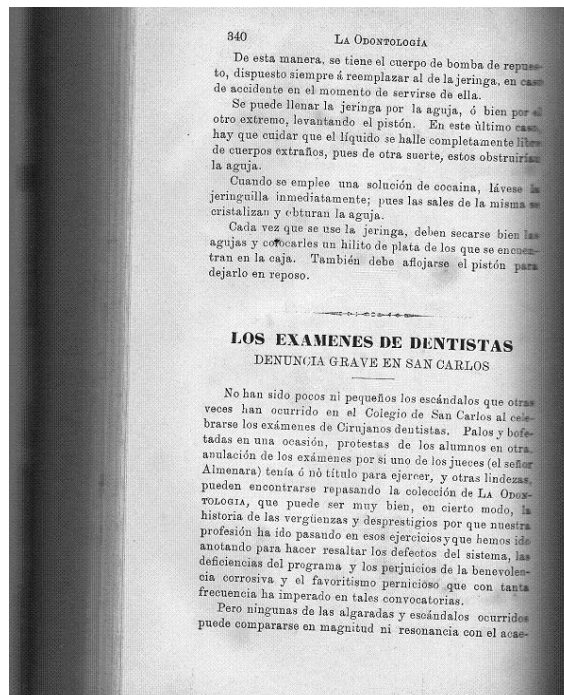 340
LA ODONTOLOGÍA
De esta manera, se tiene el cuerpo de bomba de repues-
to, dispuesto siempre á reemplazar al de la jeringa, en caso
de accidente en el momento de servirse de ella.
Se puede llenar la jeringa por la aguja, ó bien por el
otro extremo, levantando el pistón. En este ùltimo caso,
hay que cuidar que el líquido se halle completamente libre
de cuerpos extraños, pues de otra suerte, estos obstruirían
la aguja.
Cuando se emplee una solución de cocaina, lávese la
jeringuilla inmediatamente; pues las sales de la misma se
cristalizan y obturan la aguja.
Cada vez que se use la jeringa, deben secarse bien las
agujas y colocarles un hilito de plata de los que se encuen-
tran en la caja. También debe aflojarse el pistón para
dejarlo en reposo.
LOS EXAMENES DE DENTISTAS
DENUNCIA GRAVE EN SAN CARLOS
No han sido pocos ni pequeños los escándalos que otras
veces han ocurrido en el Colegio de San Carlos al cele-
brarse los exámenes de Cirujanos dentistas. Palos y bofe-
tadas en una ocasión, protestas de los alumnos en otra,
anulación de los exámenes por si uno de los jueces (el señor
Almenara) tenía ó nò título para ejercer, y otras lindezas,
pueden encontrarse repasando la colección de LA ODON-
TOLOGIA, que puede ser muy bien, en cierto modo, la
historia de las vergüenzas y desprestigios por que nuestra
profesión ha ido pasando en esos ejercicios y que hemos ido
anotando para hacer resaltar los defectos del sistema, las
deficiencias del programa y los perjuicios de la benevolen-
cia corrosiva y el favoritismo pernicioso que con tanta
frecuencia ha imperado en tales convocatorias.
Pero ningunas de las algaradas y escándalos ocurridos
puede compararse en magnitud ni resonancia con el acae-